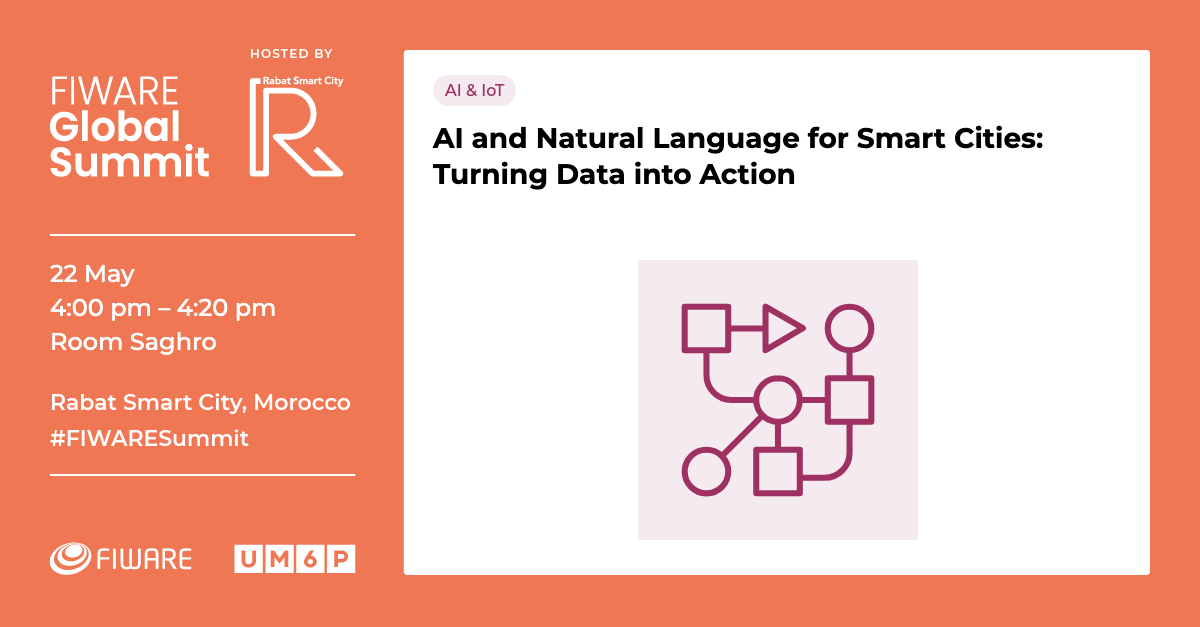 HOSTED BY
FIWARE
Global
Summit
Rabat Smart City
R
22 May
4:00 pm – 4:20 pm
Room Saghro
Rabat Smart City, Morocco
#FIWARESummit
FIWARE
UM6P
AI & IoT
AI and Natural Language for Smart Cities:
Turning Data into Action